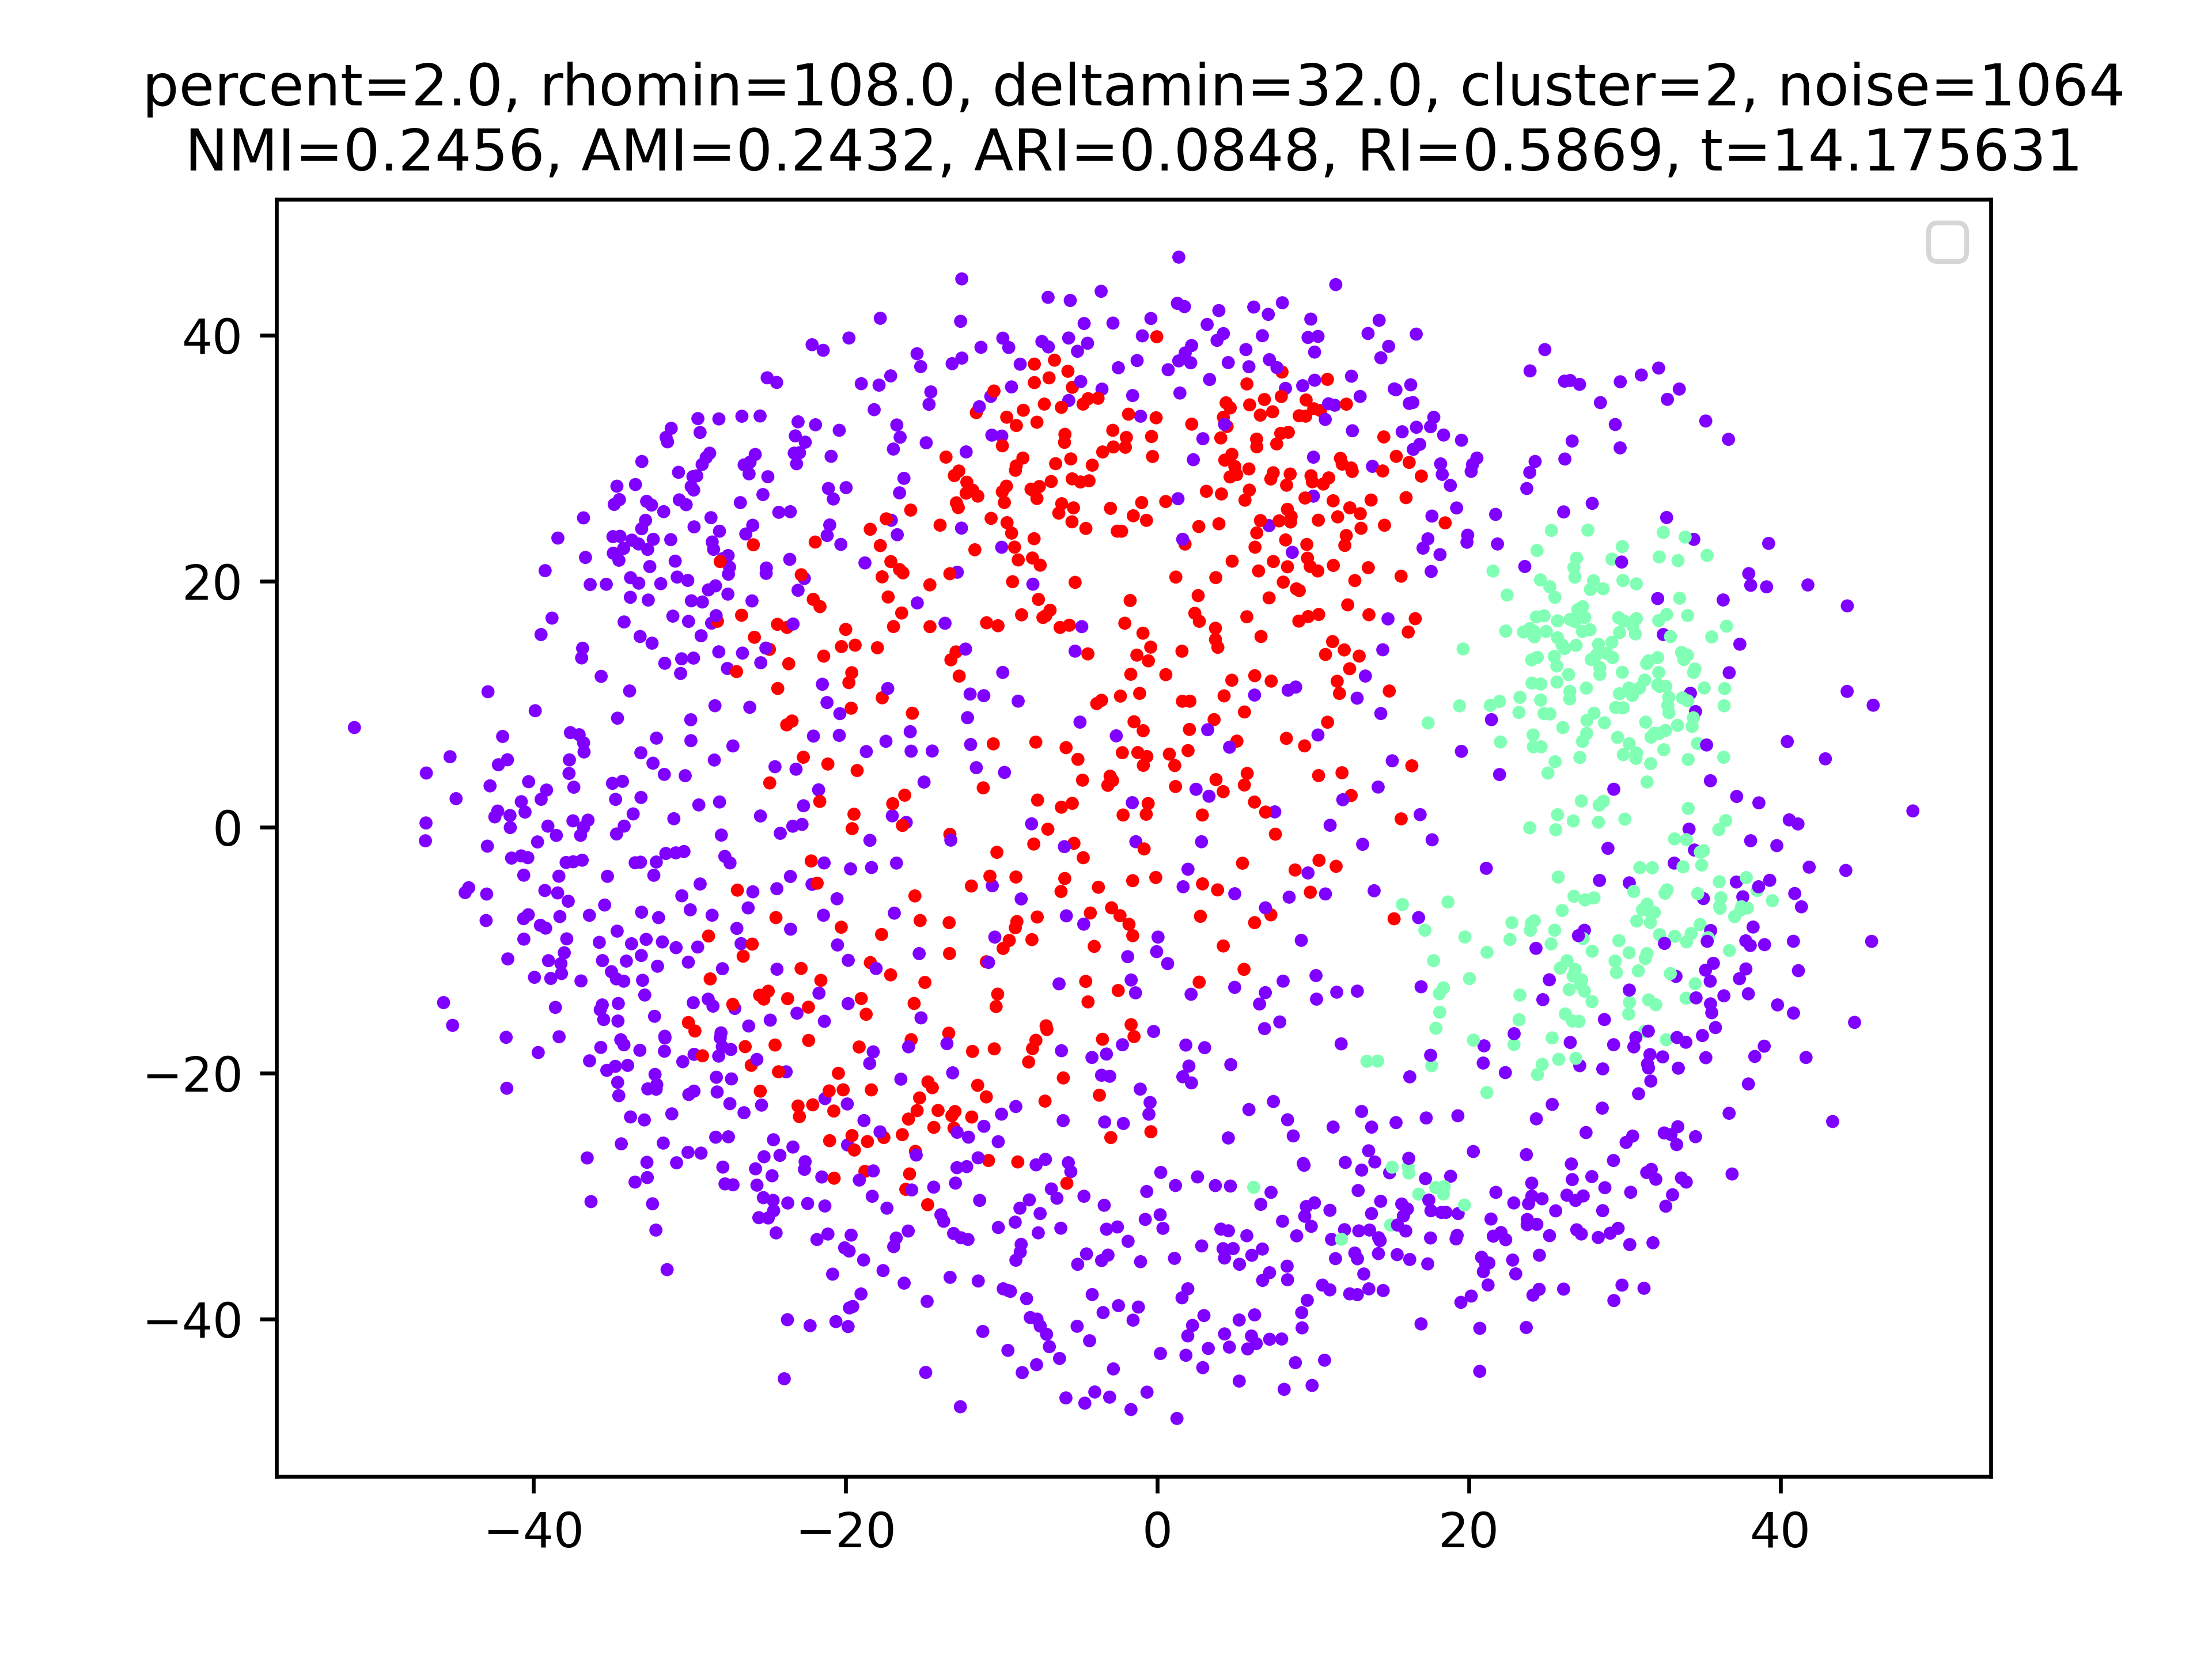 percent=2.0, rhomin=108.0, deltamin=32.0, cluster=2, noise=1064
NMI=0.2456, AMI=0.2432, ARI=0.0848, RI=0.5869, t=14.175631
40
20
0
−20
−40
−40 −20 0 20 40